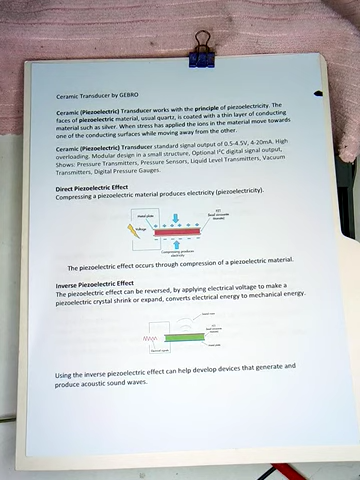 Ceramic Transducer by GEBRO
Ceramic (Piezoelectric) Transducer works with the principle of piezoelectricity. The
faces of piezoelectric material, usual quartz, is coated with a thin layer of conducting
material such as silver. When stress has applied the ions in the material move towards
one of the conducting surfaces while moving away from the other.
Ceramic (Piezoelectric) Transducer standard signal output of 0.5-4.5V, 4-20mA, High
overloading. Modular design in a small structure, Optional I²C digital signal output,
Shows: Pressure Transmitters, Pressure Sensors, Liquid Level Transmitters, Vacuum
Transmitters, Digital Pressure Gauges.
Direct Piezoelectric Effect
Compressing a piezoelectric material produces electricity (piezoelectricity).
Metal plate
Voltage
Compressing produces
electricity
The piezoelectric effect occurs through compression of a piezoelectric material.
Inverse Piezoelectric Effect
The piezoelectric effect can be reversed, by applying electrical voltage to make a
piezoelectric crystal shrink or expand, converts electrical energy to mechanical energy.
Using the inverse piezoelectric effect can help develop devices that generate and
produce acoustic sound waves.